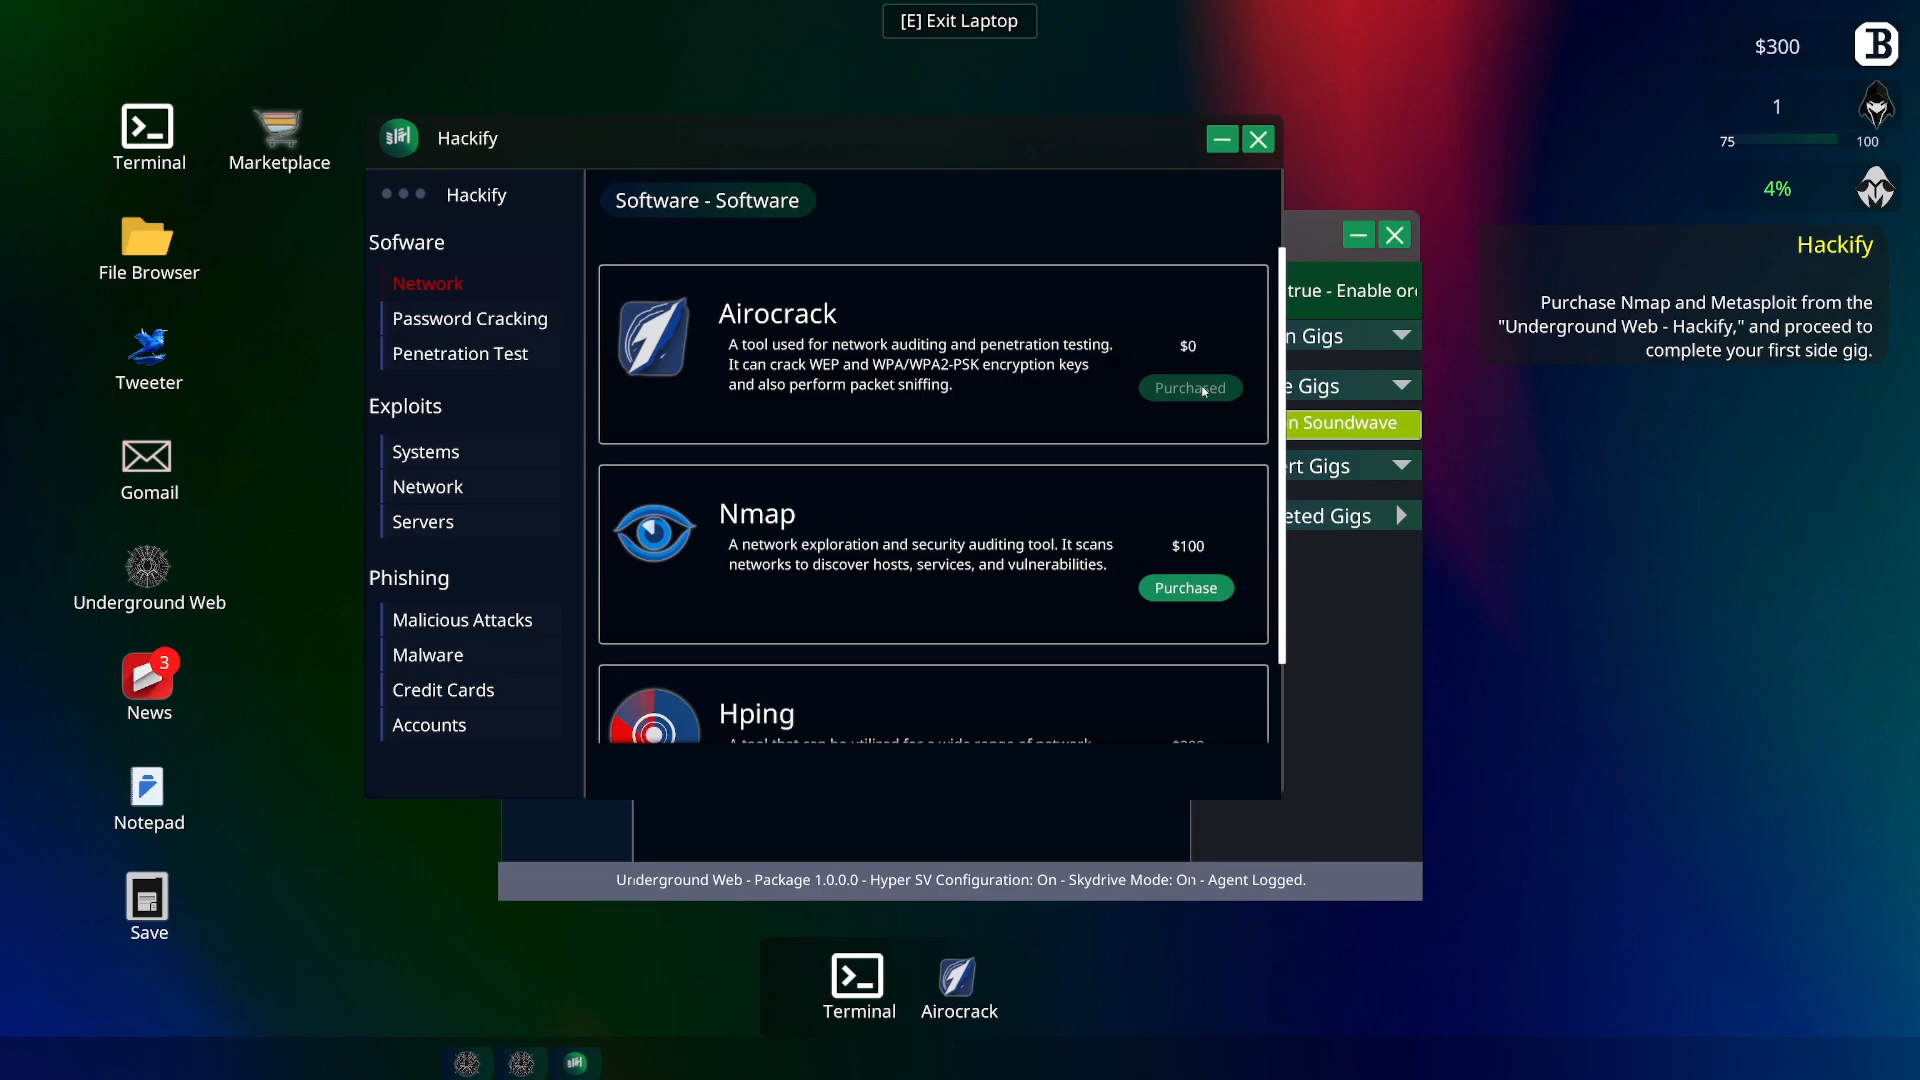 [E] Exit Laptop
$300
B
1
75
100
4%
Hackify
Purchase Nmap and Metasploit from the
"Underground Web - Hackify," and proceed to
complete your first side gig.
Terminal
Marketplace
File Browser
Tweeter
Gomail
Underground Web
3
News
Notepad
Save
Hackify
Hackify
Sofware
Network
Password Cracking
Penetration Test
Exploits
Systems
Network
Servers
Phishing
Malicious Attacks
Malware
Credit Cards
Accounts
Software - Software
Airocrack
A tool used for network auditing and penetration testing.
It can crack WEP and WPA/WPA2-PSK encryption keys
and also perform packet sniffing.
$0
Purchased
Nmap
A network exploration and security auditing tool. It scans
networks to discover hosts, services, and vulnerabilities.
$100
Purchase
Hping
true - Enable or
n Gigs
e Gigs
n Soundwave
rt Gigs
eted Gigs
Underground Web - Package 1.0.0.0 - Hyper SV Configuration: On - Skydrive Mode: On - Agent Logged.
Terminal
Airocrack